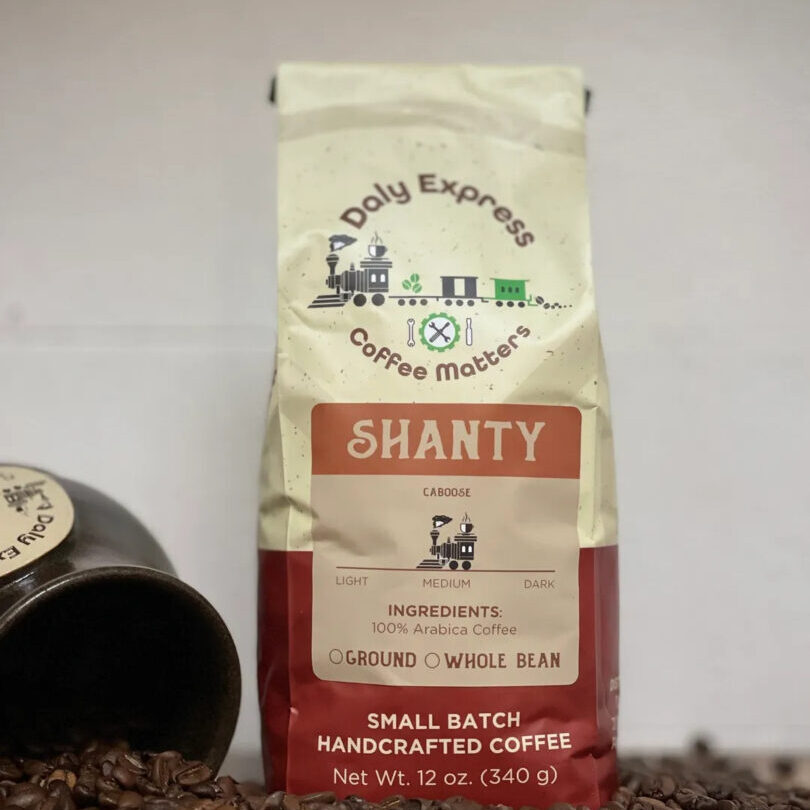 Daly Express
Coffee Matters
SHANTY
CABOOSE
LIGHT MEDIUM DARK
INGREDIENTS:
100% Arabica Coffee
GROUND WHOLE BEAN
SMALL BATCH
HANDCRAFTED COFFEE
Net Wt. 12 oz. (340 g)
Daly